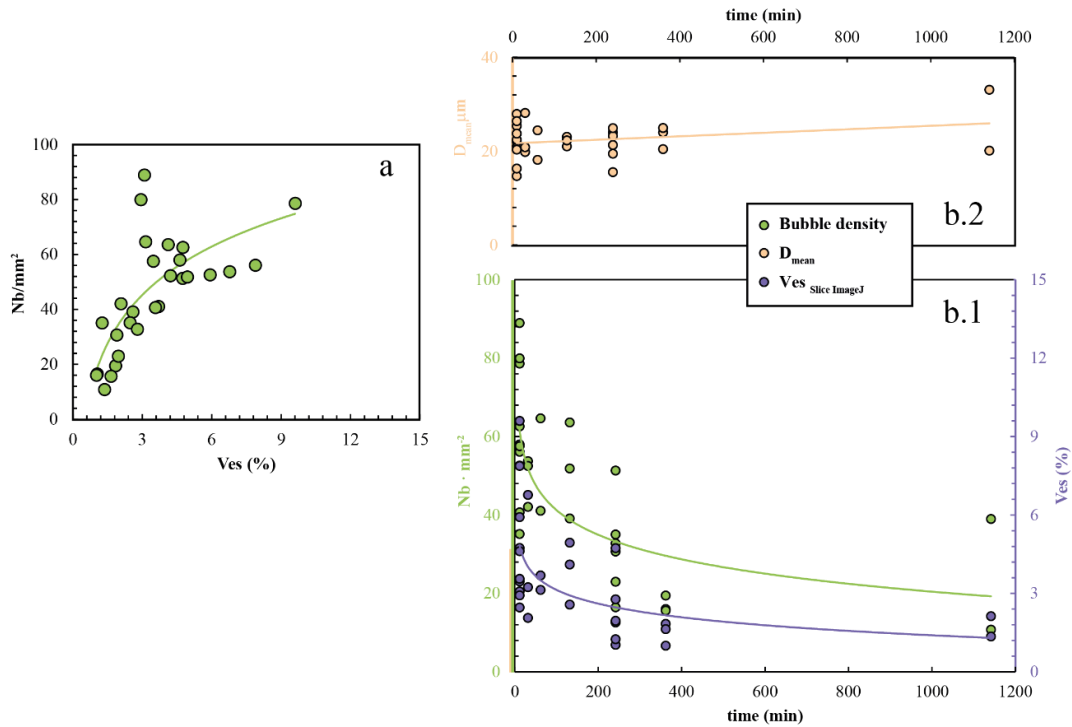 a
Nb/mm²
100
80
60
40
20
0
0 3 6 9 12 15
Ves (%)
time (min)
0 200 400 600 800 1000 1200
40
20
0
D mean, μm
b.2
Bubble density
D mean
Ves Slice ImageJ
b.1
100
80
60
40
20
0
Nb · mm⁻²
15
12
9
6
3
0
Ves (%)
0 200 400 600 800 1000 1200
time (min)